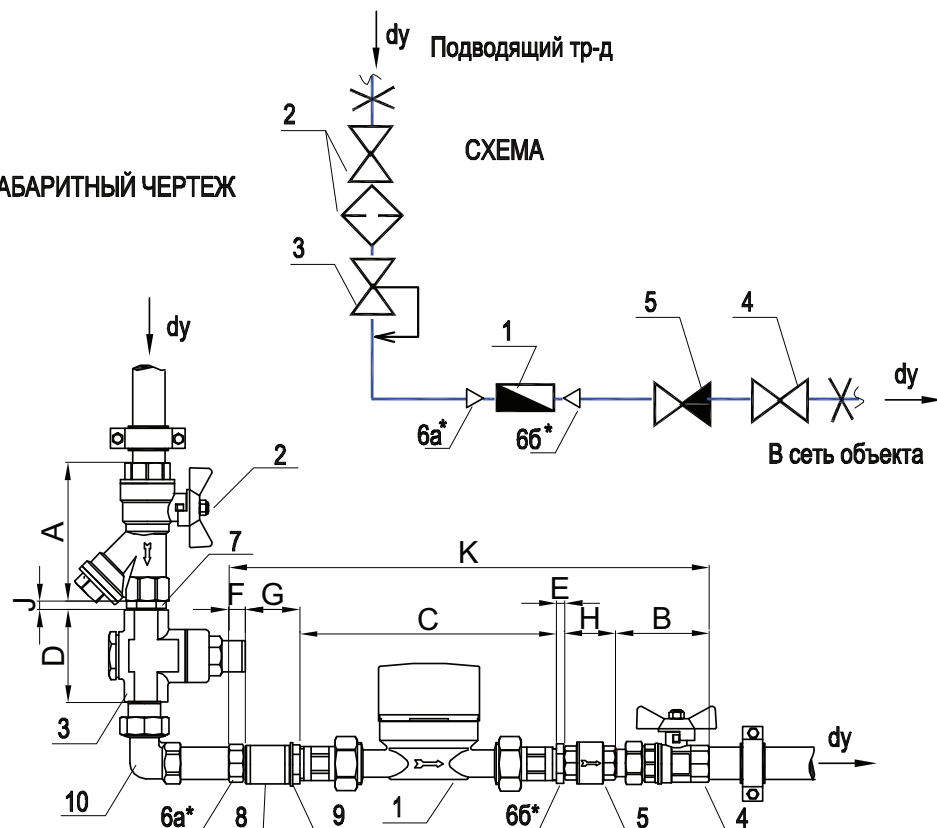 dy
Подводящий тр-д
2
СХЕМА
АБАРИТНЫЙ ЧЕРТЕЖ
3
5
4
1
dy
dy
6а*
6б*
В сеть объекта
2
A
7
K
J
F
G
E
C
H
B
D
3
dy
10
6а*
8
9
1
6б*
5
4